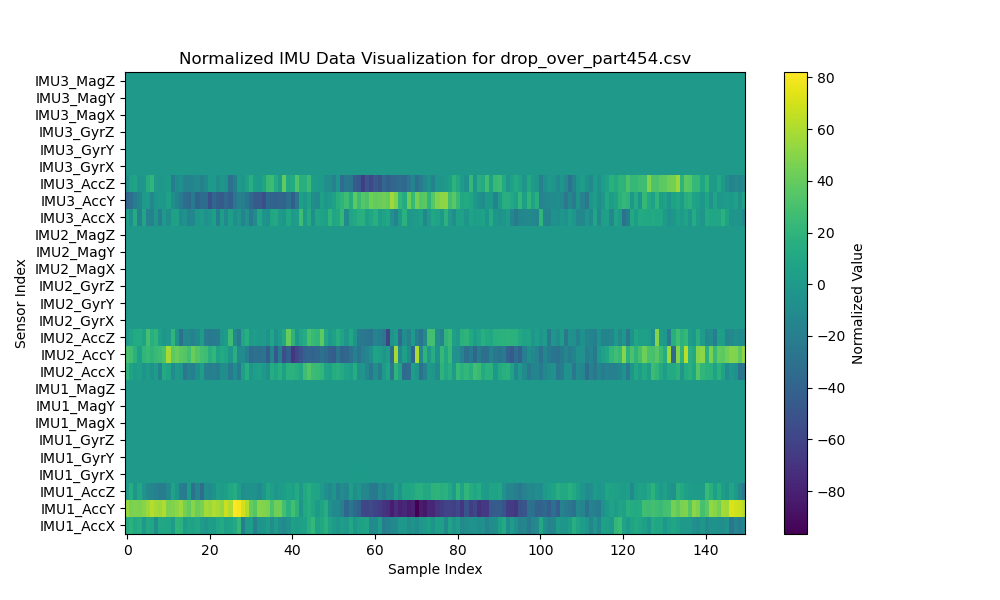 Normalized IMU Data Visualization for drop_over_part454.csv
IMU3_MagZ
IMU3_MagY
IMU3_MagX
IMU3_GyrZ
IMU3_GyrY
IMU3_GyrX
IMU3_AccZ
IMU3_AccY
IMU3_AccX
IMU2_MagZ
IMU2_MagY
IMU2_MagX
IMU2_GyrZ
IMU2_GyrY
IMU2_GyrX
IMU2_AccZ
IMU2_AccY
IMU2_AccX
IMU1_MagZ
IMU1_MagY
IMU1_MagX
IMU1_GyrZ
IMU1_GyrY
IMU1_GyrX
IMU1_AccZ
IMU1_AccY
IMU1_AccX
Sensor Index
0 20 40 60 80 100 120 140
Sample Index
80
60
40
20
0
−20
−40
−60
−80
Normalized Value